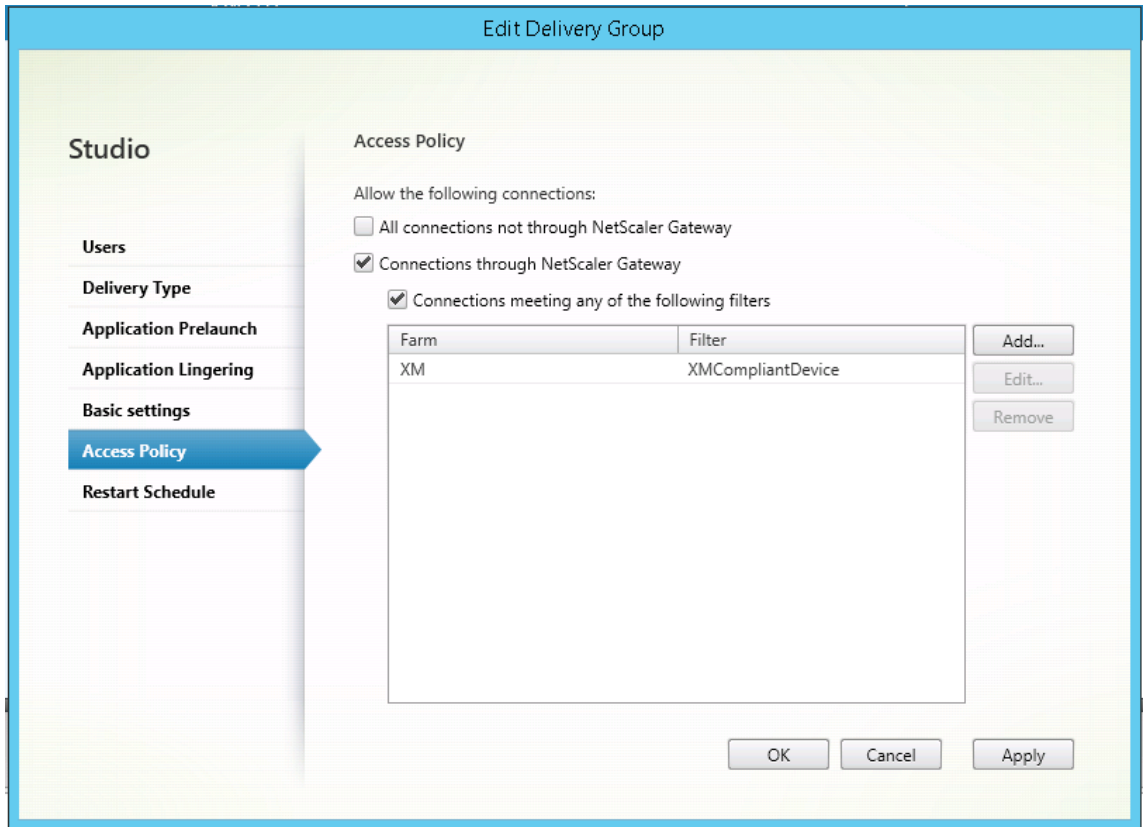 Edit Delivery Group
Studio
Users
Delivery Type
Application Prelaunch
Application Lingering
Basic settings
Access Policy
Restart Schedule
Access Policy
Allow the following connections:
All connections not through NetScaler Gateway
Connections through NetScaler Gateway
Connections meeting any of the following filters
Farm Filter
XM XMCompliantDevice
Add...
Edit...
Remove
OK Cancel Apply